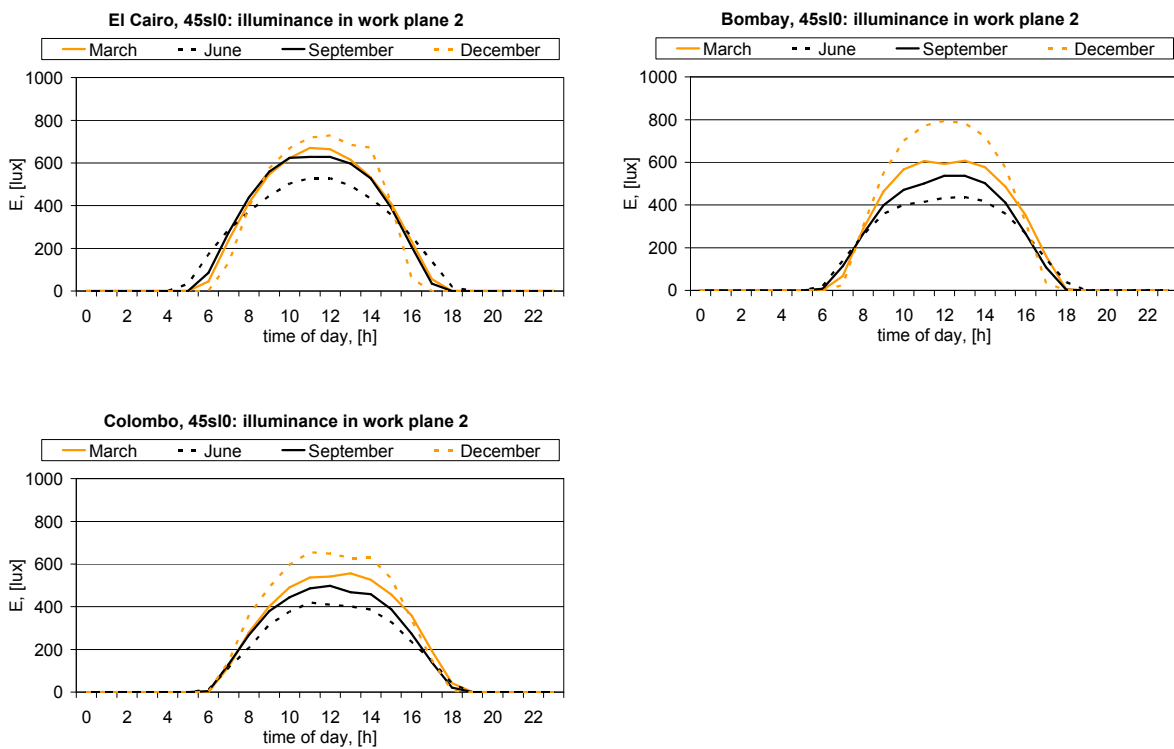 El Cairo, 45sl0: illuminance in work plane 2
March June September December
1000
800
600
400
200
0
E, [lux]
0 2 4 6 8 10 12 14 16 18 20 22
time of day, [h]
Bombay, 45sl0: illuminance in work plane 2
March June September December
1000
800
600
400
200
0
E, [lux]
0 2 4 6 8 10 12 14 16 18 20 22
time of day, [h]
Colombo, 45sl0: illuminance in work plane 2
March June September December
1000
800
600
400
200
0
E, [lux]
0 2 4 6 8 10 12 14 16 18 20 22
time of day, [h]